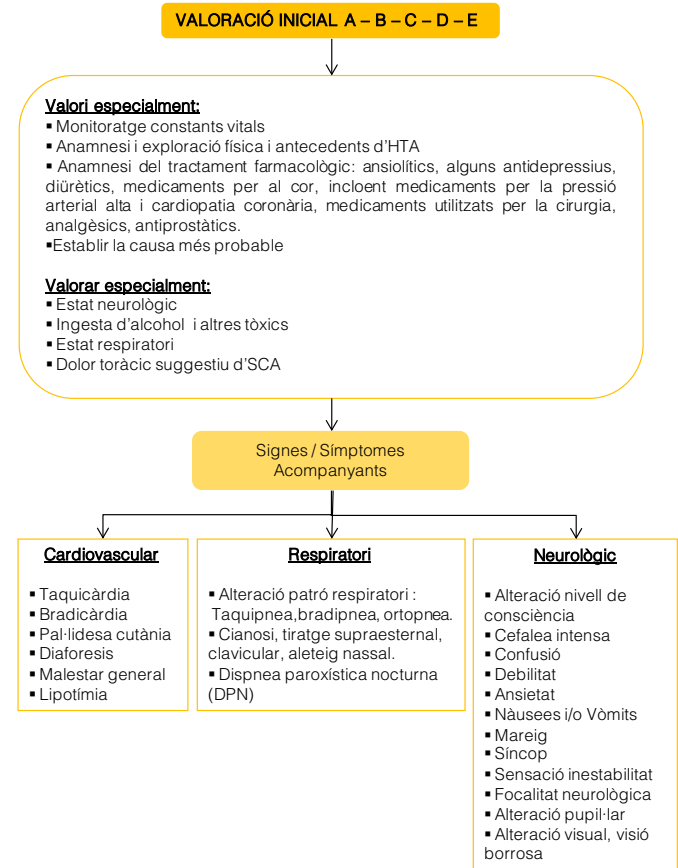 VALORACIÓ INICIAL A – B – C – D – E
Valori especialment:
▪ Monitoratge constants vitals
▪ Anamnesi i exploració física i antecedents d'HTA
▪ Anamnesi del tractament farmacològic: ansiolítics, alguns antidepressius,
diürètics, medicaments per al cor, incloent medicaments per la pressió
arterial alta i cardiopatia coronària, medicaments utilitzats per la cirurgia,
analgèsics, antiprostàtics.
▪Establir la causa més probable
Valorar especialment:
▪ Estat neurològic
▪ Ingesta d'alcohol i altres tòxics
▪ Estat respiratori
▪ Dolor toràcic suggestiu d'SCA
Signes / Símptomes
Acompanyants
Cardiovascular
▪ Taquicàrdia
▪ Bradicàrdia
▪ Pal·lidesa cutània
▪ Diaforesis
▪ Malestar general
▪ Lipotímia
Respiratori
▪ Alteració patró respiratori :
Taquipnea,bradipnea, ortopnea.
▪ Cianosi, tiratge supraesternal,
clavicular, aleteig nassal.
▪ Dispnea paroxística nocturna
(DPN)
Neurològic
▪ Alteració nivell de
consciència
▪ Cefalea intensa
▪ Confusió
▪ Debilitat
▪ Ansietat
▪ Nàusees i/o Vòmits
▪ Mareig
▪ Síncop
▪ Sensació inestabilitat
▪ Focalitat neurològica
▪ Alteració pupil·lar
▪ Alteració visual, visió
borrosa